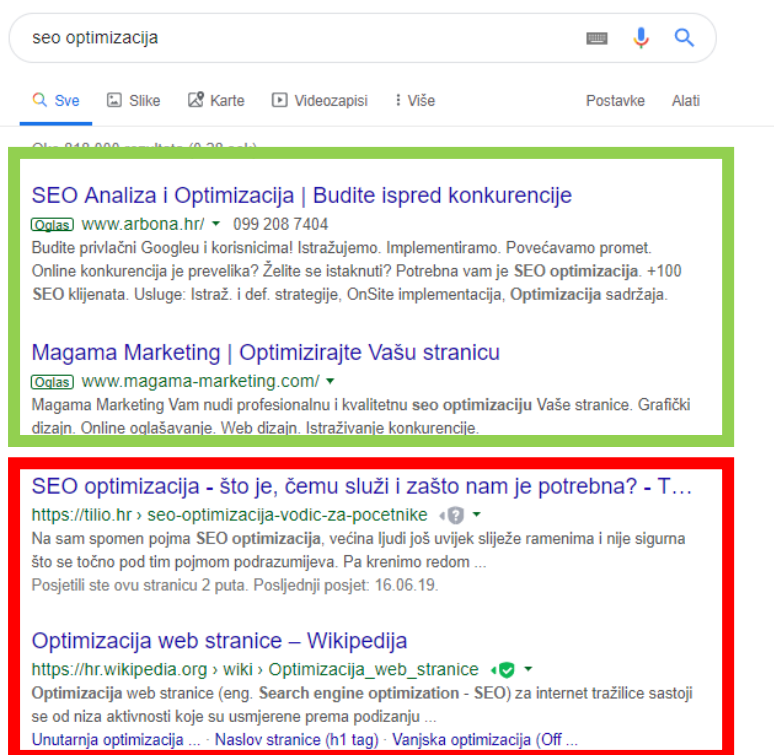 seo optimizacija
Sve Slike Karte Videozapisi Više Postavke Alati
SEO Analiza i Optimizacija | Budite ispred konkurencije
Oglas www.arbona.hr/ 099 208 7404
Budite privlačni Googleu i korisnicima! Istražujemo. Implementiramo. Povećavamo promet.
Online konkurencija je prevelika? Želite se istaknuti? Potrebna vam je SEO optimizacija. +100
SEO klijenata. Usluge: Istraž. i def. strategije, OnSite implementacija, Optimizacija sadržaja.
Magama Marketing | Optimizirajte Vašu stranicu
Oglas www.magama-marketing.com/
Magama Marketing Vam nudi profesionalnu i kvalitetnu seo optimizaciju Vaše stranice. Grafički
dizajn. Online oglašavanje. Web dizajn. Istraživanje konkurencije.
SEO optimizacija - što je, čemu služi i zašto nam je potrebna? - T...
https://tilio.hr › seo-optimizacija-vodic-za-pocetnike
Na sam spomen pojma SEO optimizacija, većina ljudi još uvijek sliježe ramenima i nije sigurna
što se točno pod tim pojmom podrazumijeva. Pa krenimo redom ...
Posjetili ste ovu stranicu 2 puta. Posljednji posjet: 16.06.19.
Optimizacija web stranice – Wikipedija
https://hr.wikipedia.org › wiki › Optimizacija_web_stranice
Optimizacija web stranice (eng. Search engine optimization - SEO) za internet tražilice sastoji
se od niza aktivnosti koje su usmjerene prema podizanju ...
Unutarnja optimizacija ... · Naslov stranice (h1 tag) · Vanjska optimizacija (Off ...